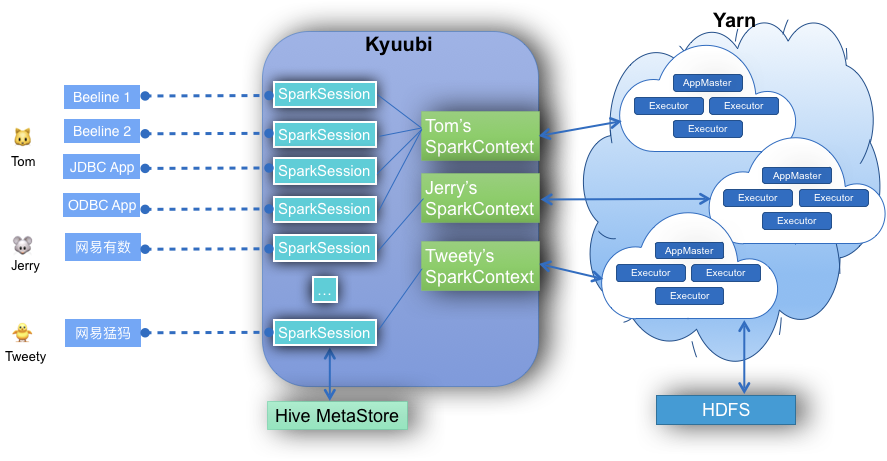 Yarn
Kyuubi
AppMaster
Executor
Executor
Executor
Beeline 1
SparkSession
Beeline 2
SparkSession
Tom's
SparkContext
Tom
JDBC App
SparkSession
AppMaster
Executor
Executor
Executor
Jerry's
SparkContext
ODBC App
SparkSession
网易有数
SparkSession
Jerry
Tweety's
SparkContext
AppMaster
Executor
Executor
Executor
...
网易猛犸
SparkSession
Tweety
Hive MetaStore
HDFS